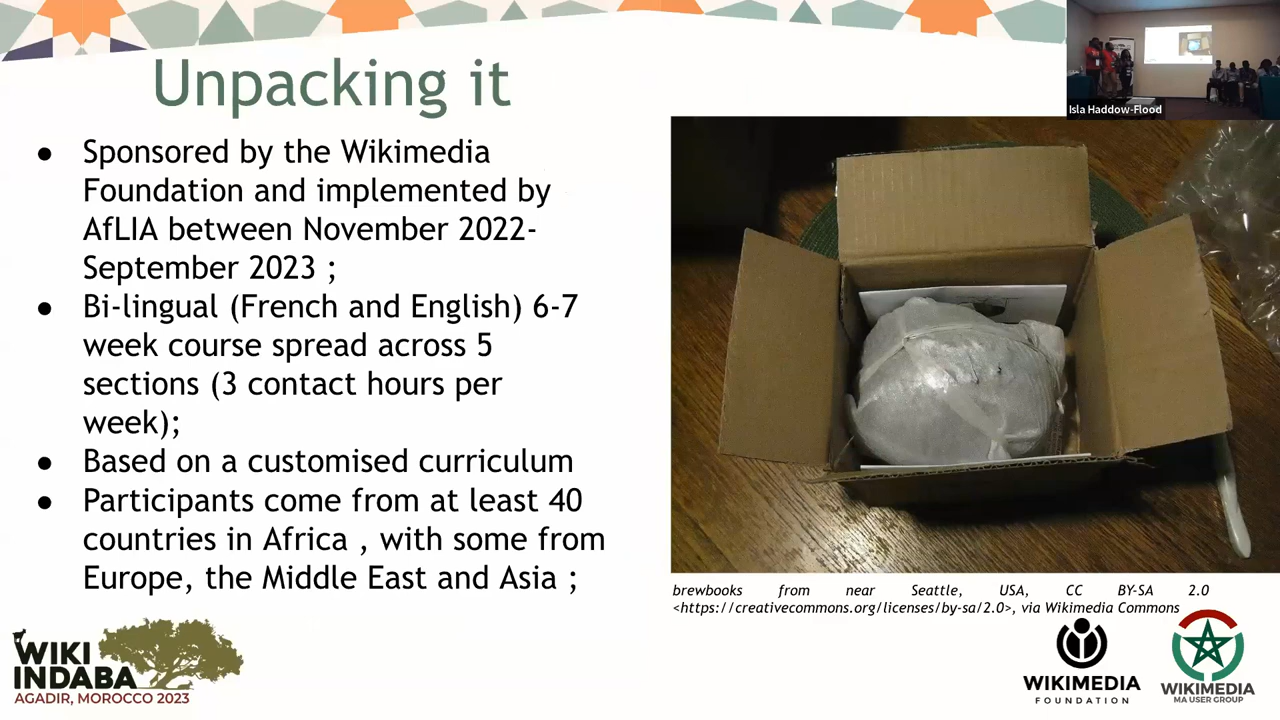 Unpacking it
● Sponsored by the Wikimedia
Foundation and implemented by
AfLIA between November 2022-
September 2023 ;
● Bi-lingual (French and English) 6-7
week course spread across 5
sections (3 contact hours per
week);
● Based on a customised curriculum
● Participants come from at least 40
countries in Africa , with some from
Europe, the Middle East and Asia ;
Isla Haddow-Flood
brewbooks from near Seattle, USA, CC BY-SA 2.0
<https://creativecommons.org/licenses/by-sa/2.0>, via Wikimedia Commons
WIKI
INDABA
AGADIR, MOROCCO 2023
WIKIMEDIA
FOUNDATION
WIKIMEDIA
MA USER GROUP